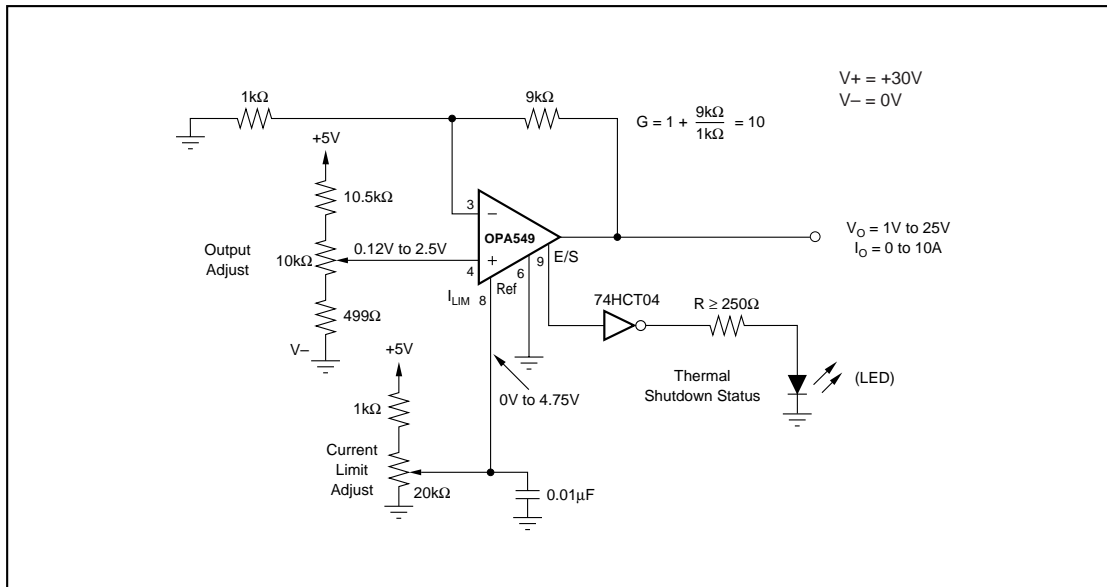 V+ = +30V
V– = 0V
1kΩ
9kΩ
G = 1 + 9kΩ/1kΩ = 10
+5V
10.5kΩ
3
–
OPA549
Output
Adjust
10kΩ
0.12V to 2.5V
+
4
9
E/S
6
Ref
I_LIM
8
V_O = 1V to 25V
I_O = 0 to 10A
74HCT04
R ≥ 250Ω
499Ω
V–
+5V
0V to 4.75V
Thermal
Shutdown Status
(LED)
1kΩ
Current
Limit
Adjust
20kΩ
0.01µF